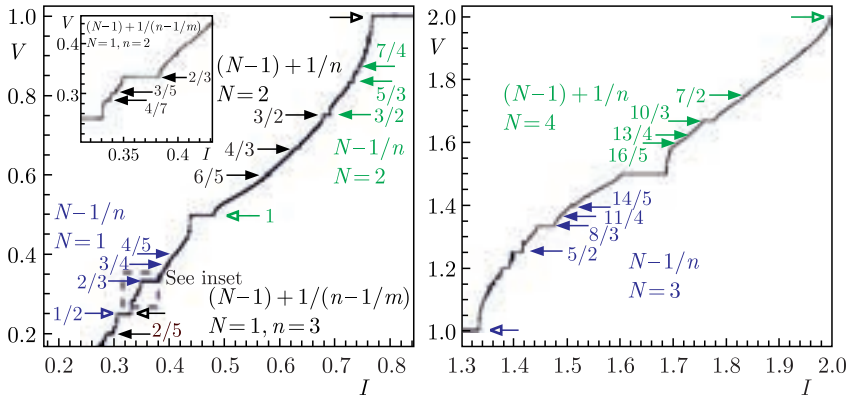 V (N−1)+1/(n−1/m)
0.4 N=1, n=2
2/3
0.3 3/5
4/7
0.35 0.4 I
1.0
V
0.8
0.6
0.4
0.2
7/4
(N−1)+1/n
N=2
5/3
3/2 3/2
4/3 N−1/n
N=2
6/5
1
N−1/n
N=1
4/5
3/4
2/3 See inset
1/2 (N−1)+1/(n−1/m)
N=1, n=3
2/5
0.2 0.3 0.4 0.5 0.6 0.7 0.8
I
2.0
V
1.8
1.6
1.4
1.2
1.0
(N−1)+1/n
N=4
7/2
10/3
13/4
16/5
14/5
11/4
8/3
5/2
N−1/n
N=3
1.3 1.4 1.5 1.6 1.7 1.8 1.9 2.0
I